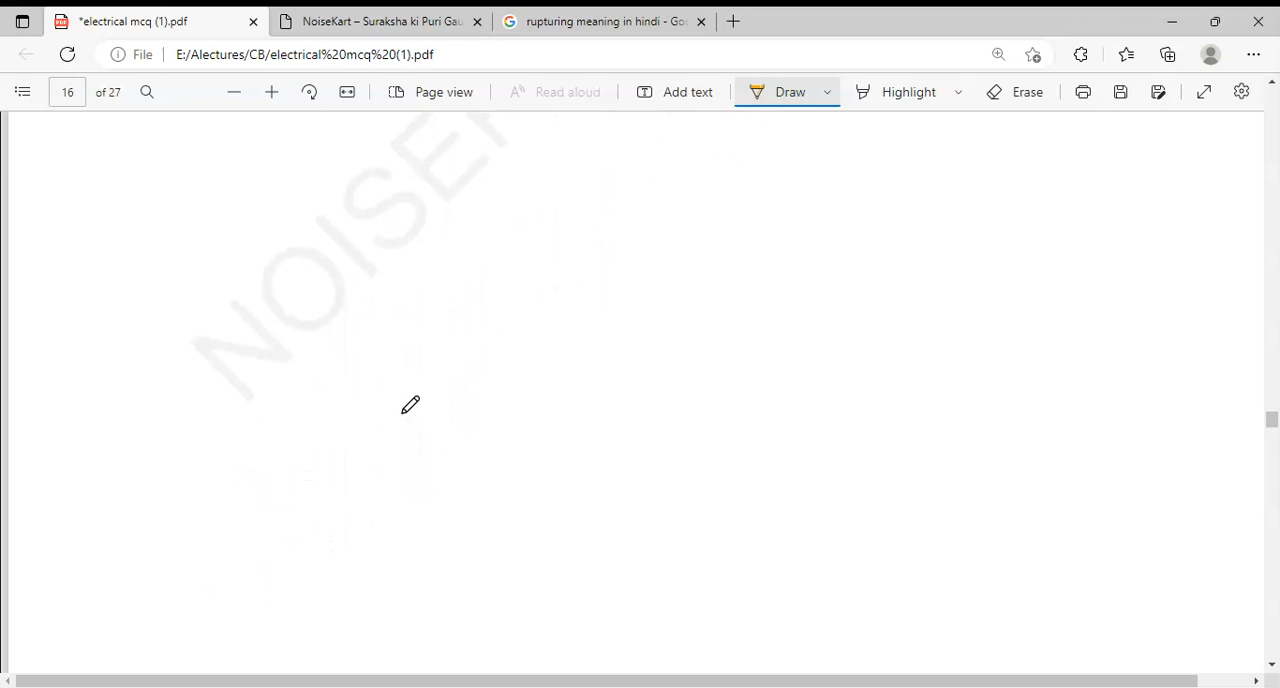 *electrical mcq (1).pdf
NoiseKart – Suraksha ki Puri Gau
rupturing meaning in hindi - Goo
File
E:/Alectures/CB/electrical%20mcq%20(1).pdf
16 of 27
Page view
Read aloud
Add text
Draw
Highlight
Erase
NOISE